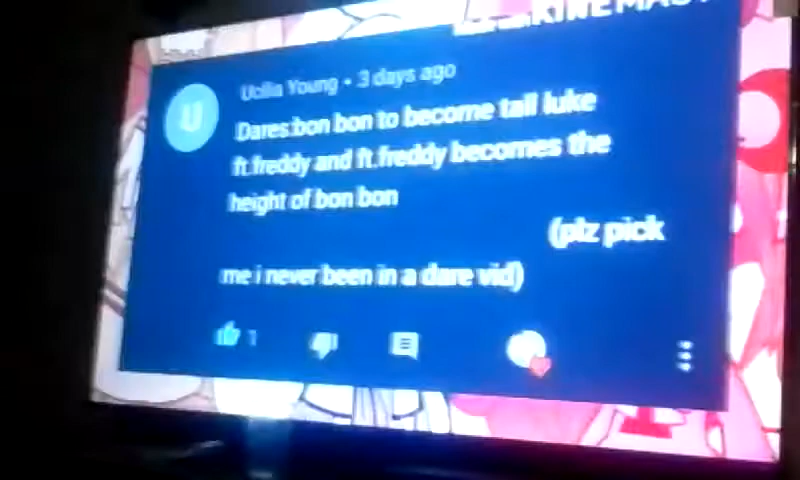 KINEMAST
Ucilia Young • 3 days ago
Dares:bon bon to become tall luke
ft.freddy and ft.freddy becomes the
height of bon bon
(plz pick
me i never been in a dare vid)
1